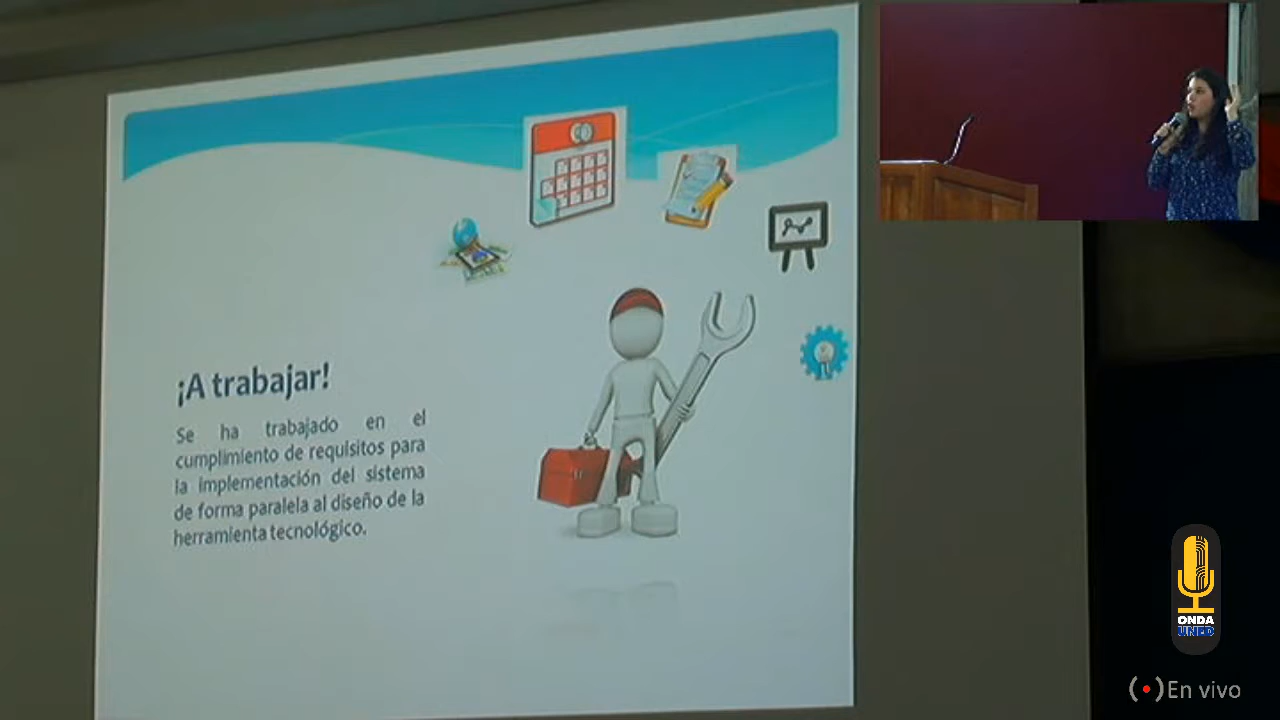 ¡A trabajar!
Se ha trabajado en el
cumplimiento de requisitos para
la implementación del sistema
de forma paralela al diseño de la
herramienta tecnológico.
ONDA
UNED
En vivo